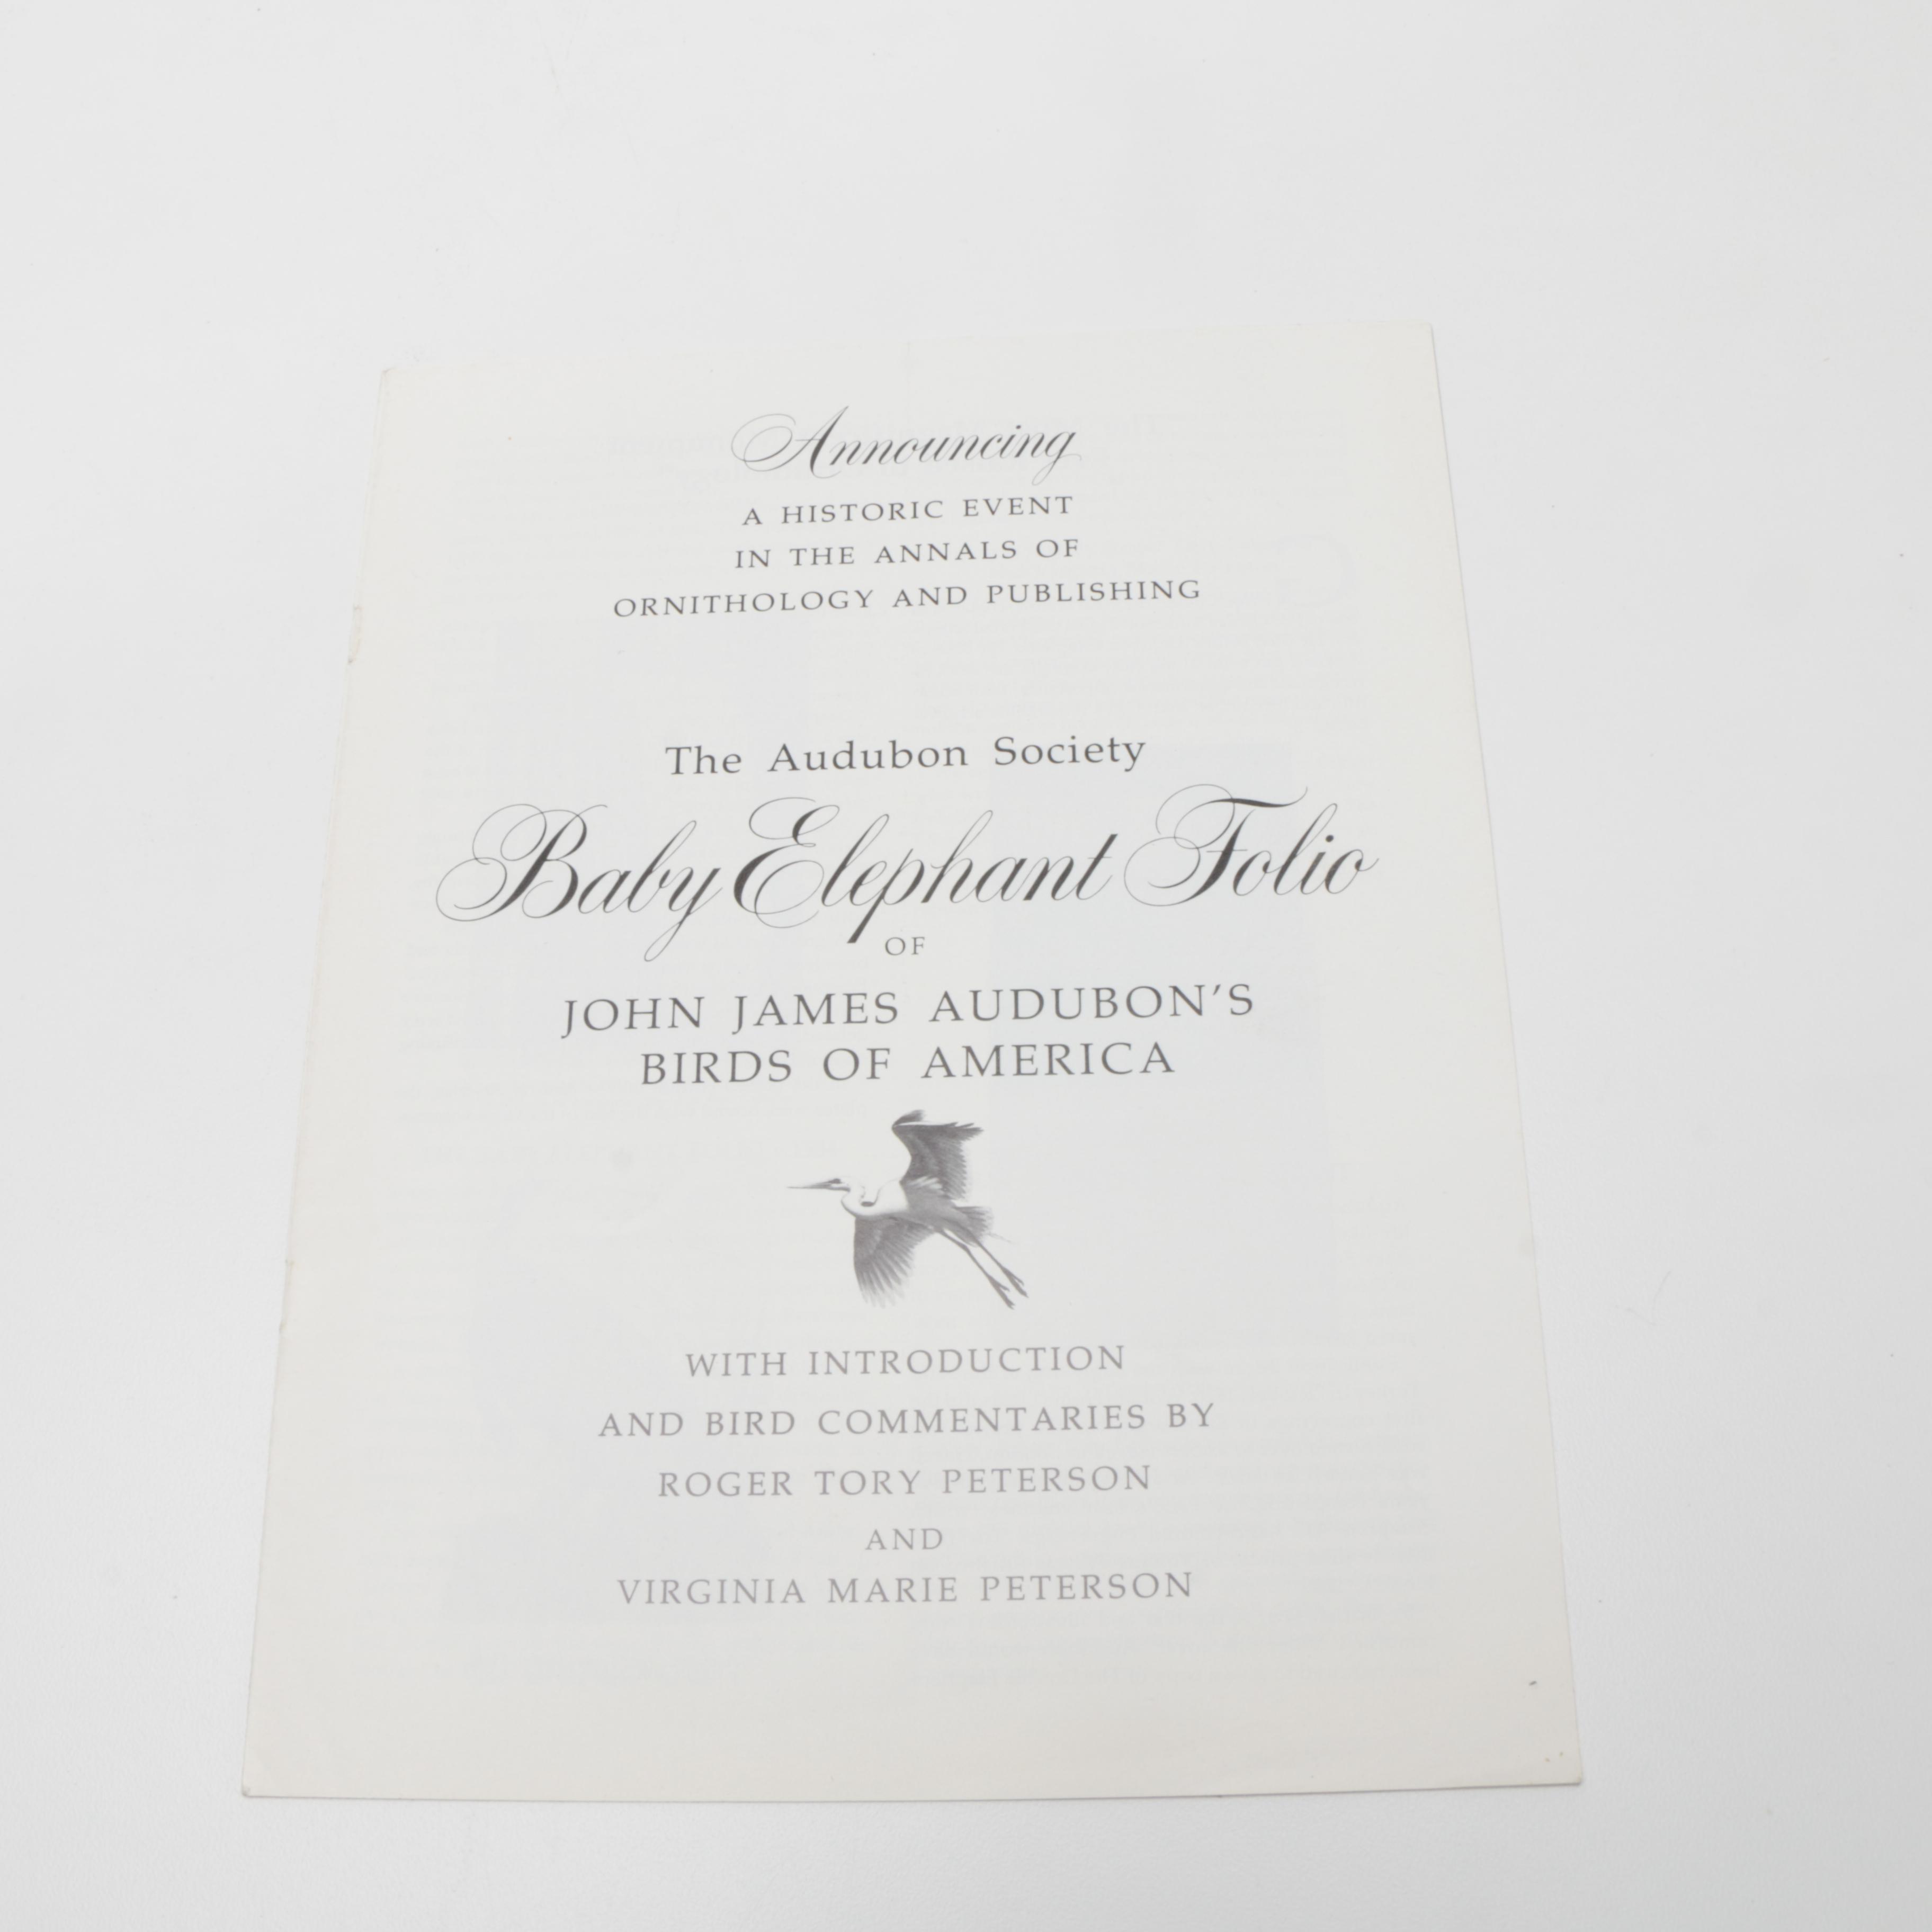 Announcing
A HISTORIC EVENT
IN THE ANNALS OF
ORNITHOLOGY AND PUBLISHING
The Audubon Society
Baby Elephant Folio
OF
JOHN JAMES AUDUBON'S
BIRDS OF AMERICA
WITH INTRODUCTION
AND BIRD COMMENTARIES BY
ROGER TORY PETERSON
AND
VIRGINIA MARIE PETERSON